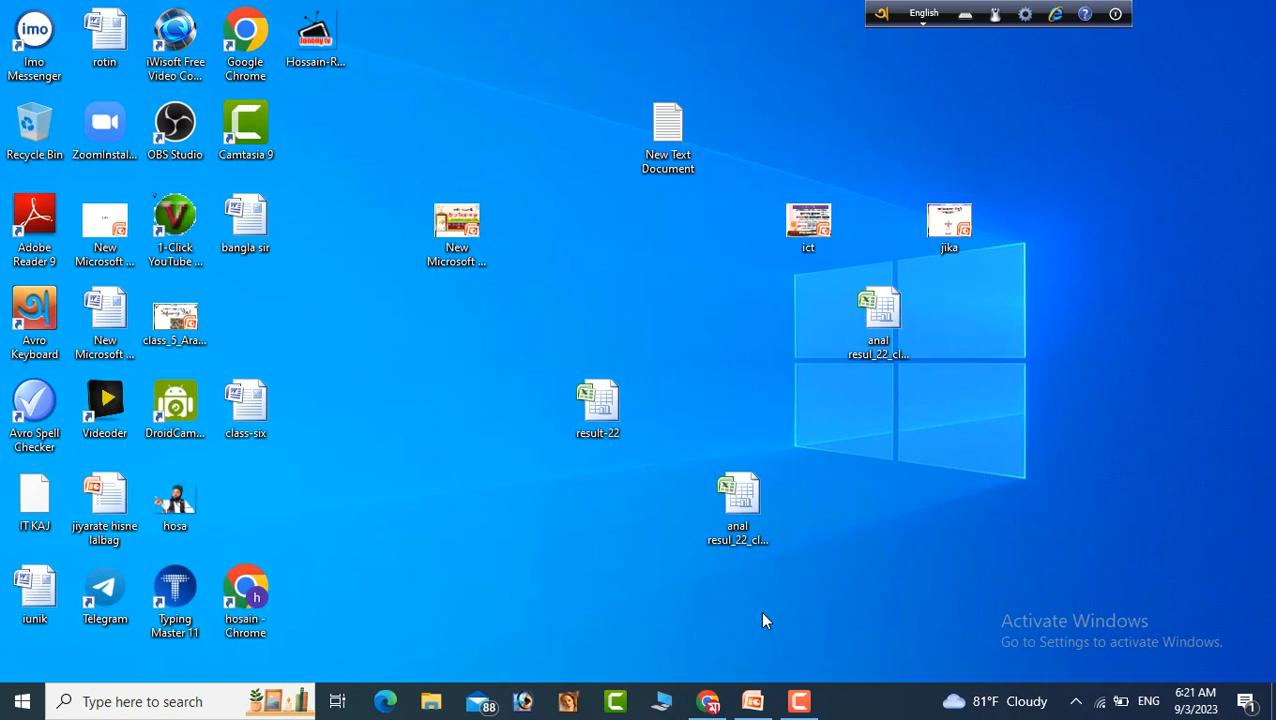 অ English
imo
Imo
Messenger
rotin
iWisoft Free
Video Co...
Google
Chrome
Hossain-R...
Recycle Bin
ZoomInstal...
OBS Studio
Camtasia 9
New Text
Document
Adobe
Reader 9
New
Microsoft ...
1-Click
YouTube ...
bangla sir
New
Microsoft ...
ict
jika
Avro
Keyboard
New
Microsoft ...
class_5_Ara...
anal
resul_22_cl...
Avro Spell
Checker
Videoder
DroidCam...
class-six
result-22
IT KAJ
jiyarate hisne
lalbag
hosa
anal
resul_22_cl...
iunik
Telegram
Typing
Master 11
h
hosain -
Chrome
Activate Windows
Go to Settings to activate Windows.
Type here to search
88
81°F Cloudy
ENG
6:21 AM
9/3/2023
1